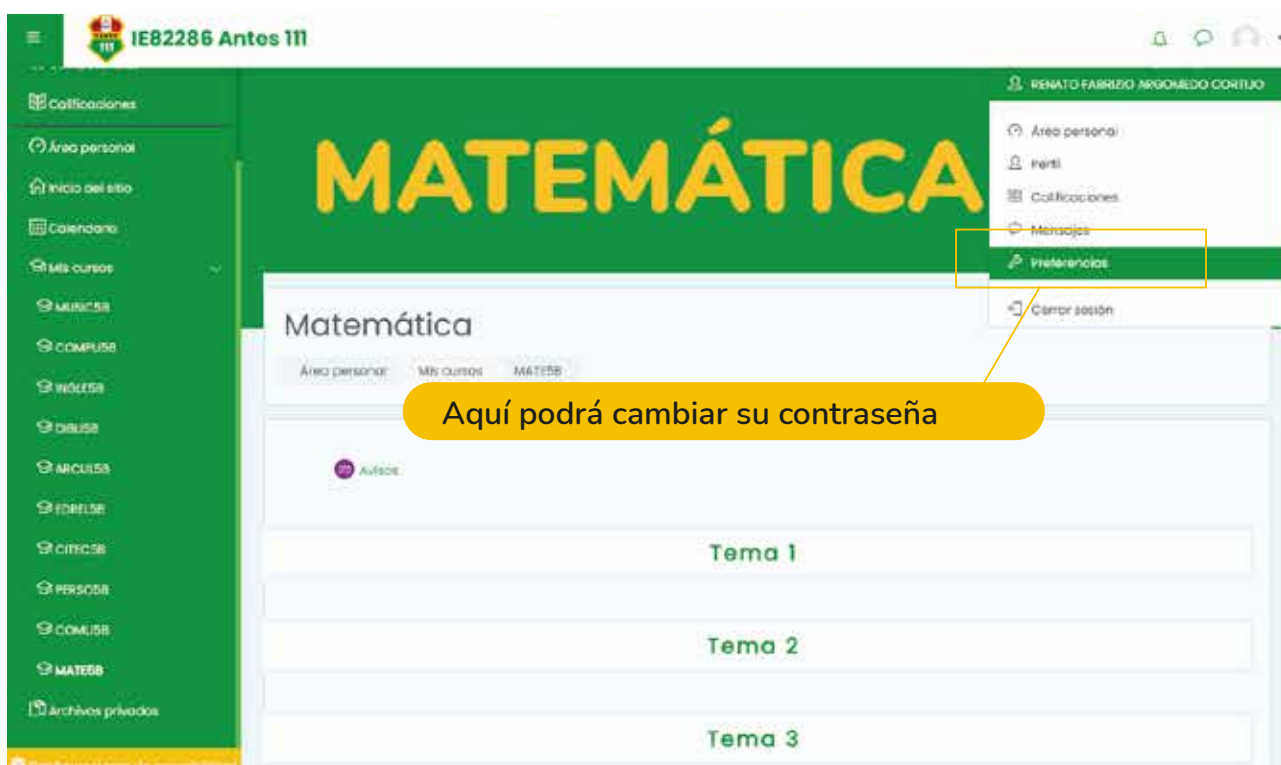 IE82286 Antes 111
Calificaciones
Área personal
Inicio del sitio
Calendario
Mis cursos
MUSIC5B
COMPU5B
INGLE5B
DIBU5B
ARCUL5B
EDREL5B
CITEC5B
PERSO5B
COMU5B
MATE5B
Archivos privados
MATEMÁTICA
RENATO FABRIZIO ARGOMEDO CORTIJO
Área personal
Perfil
Calificaciones
Mensajes
Preferencias
Cerrar sesión
Matemática
Área personal Mis cursos MATE5B
Aquí podrá cambiar su contraseña
Avisos
Tema 1
Tema 2
Tema 3